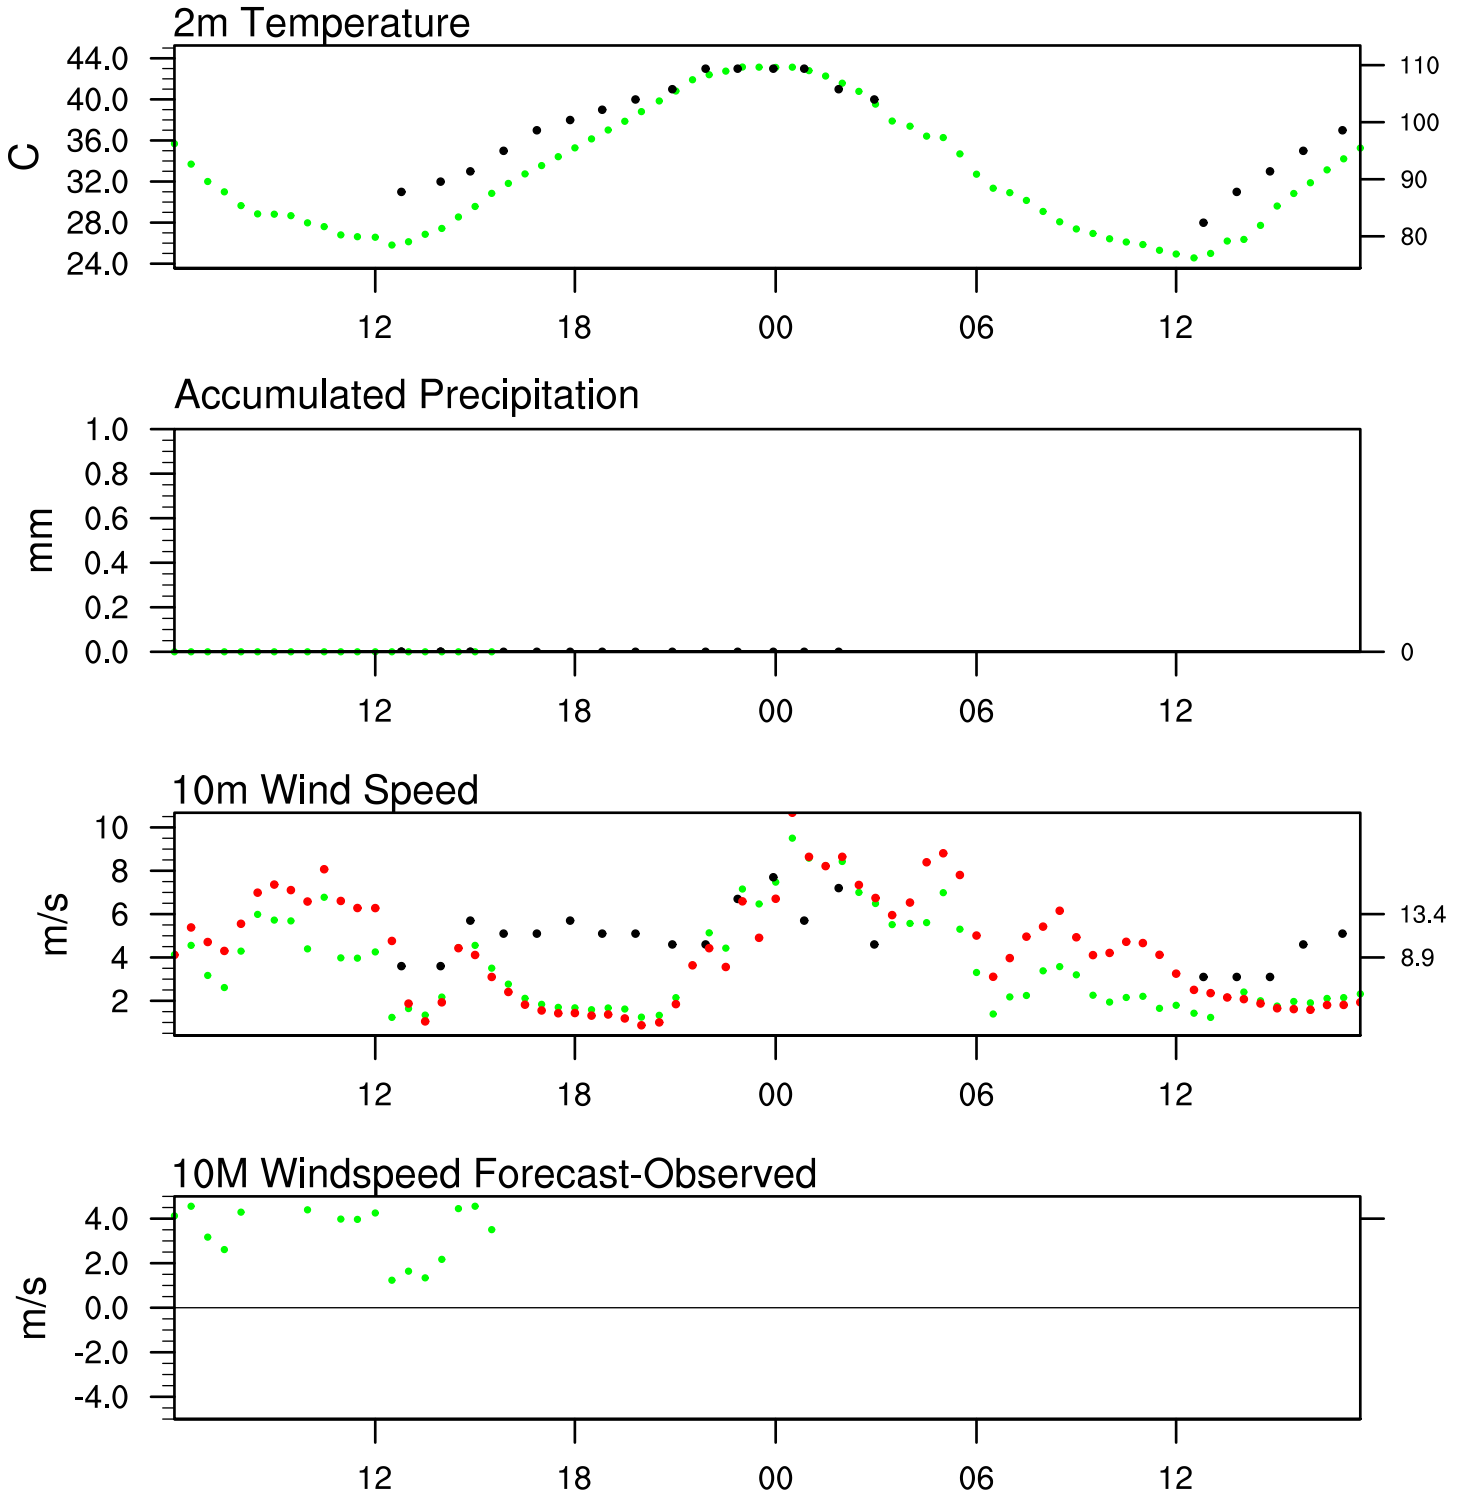 2m Temperature
44.0
40.0
36.0
32.0
28.0
24.0
C
110
100
90
80
12 18 00 06 12
Accumulated Precipitation
1.0
0.8
0.6
0.4
0.2
0.0
mm
0
12 18 00 06 12
10m Wind Speed
10
8
6
4
2
m/s
13.4
8.9
12 18 00 06 12
10M Windspeed Forecast-Observed
4.0
2.0
0.0
-2.0
-4.0
m/s
12 18 00 06 12